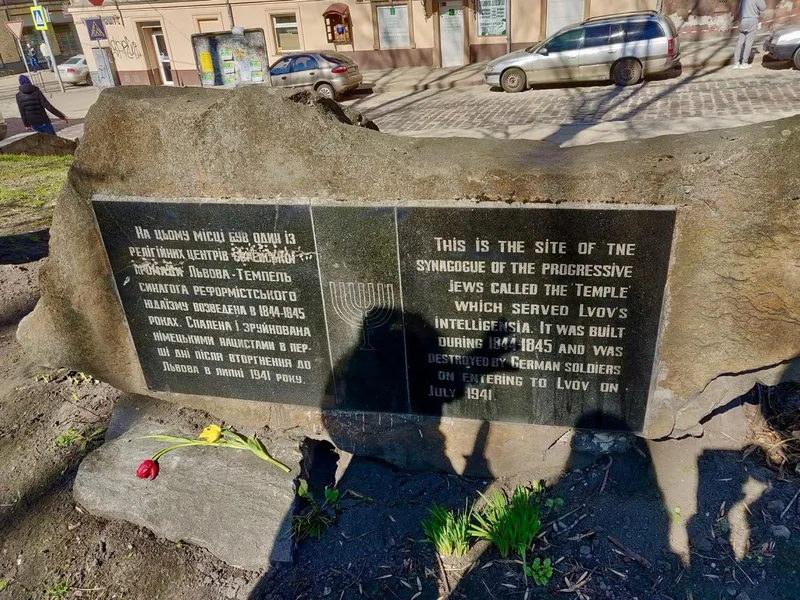 На цьому місці був один із
релігійних центрів єврейської
громади Львова-Темпель
синагога реформістського
юдаїзму возведена в 1844-1845
роках. Спалена і зруйнована
німецькими нацистами в пер-
ші дні після вторгнення до
Львова в липні 1941 року.
This is the site of tne
synagogue of the progressive
jews called the 'Temple'
which served Lvov's
intelligensia. It was built
during 1844-1845 and was
destroyed by German soldiers
on entering to Lvov on
July 1941